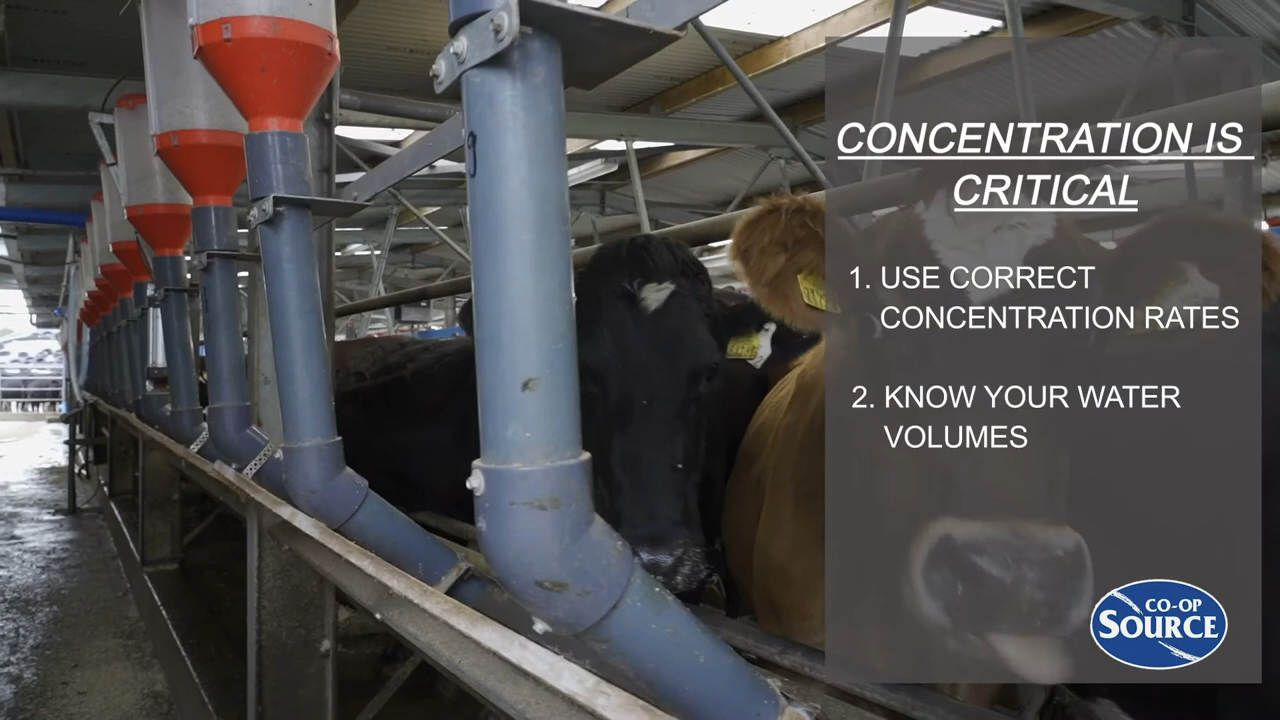 CONCENTRATION IS
CRITICAL
1. USE CORRECT
CONCENTRATION RATES
2. KNOW YOUR WATER
VOLUMES
CO-OP
SOURCE